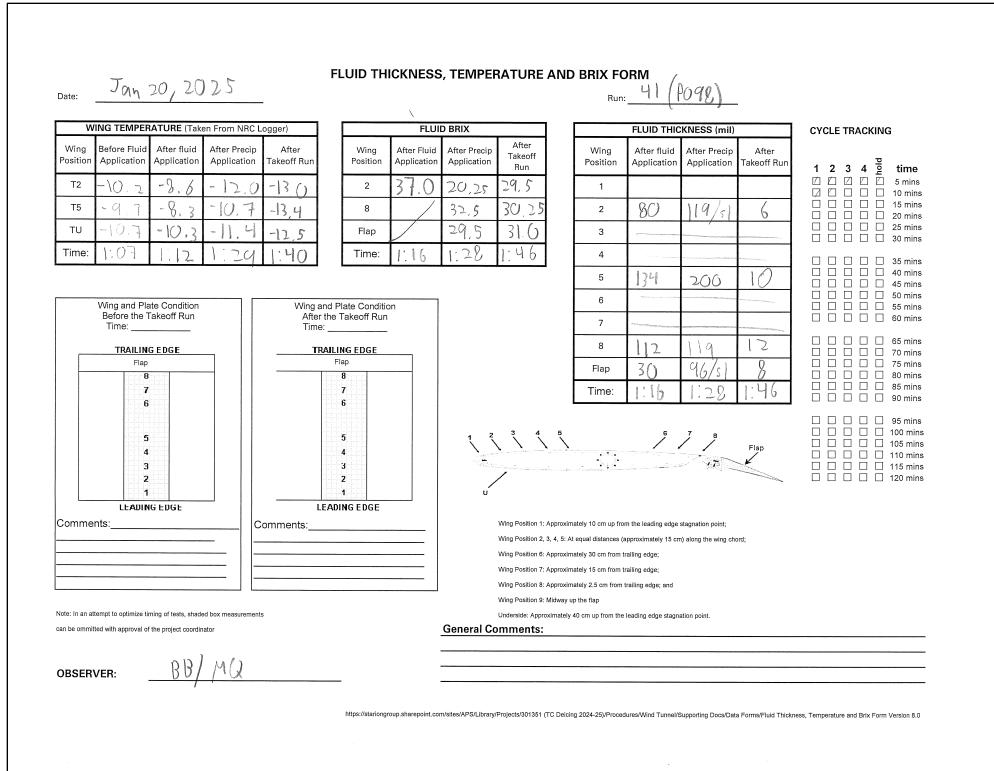 FLUID THICKNESS, TEMPERATURE AND BRIX FORM
Date: Jan 20, 2025
Run: 41 (P098)
WING TEMPERATURE (Taken From NRC Logger)
Wing Position Before Fluid Application After fluid Application After Precip Application After Takeoff Run
T2 -10.2 -8.6 -12.0 -13.0
T5 -9.7 -8.3 -10.7 -13.4
TU -10.7 -10.3 -11.4 -12.5
Time: 1:07 1.12 1:29 1:40
FLUID BRIX
Wing Position After Fluid Application After Precip Application After Takeoff Run
2 37.0 20.25 29.5
8 32.5 30.25
Flap 29.5 31.0
Time: 1:16 1:28 1:46
FLUID THICKNESS (mil)
Wing Position After fluid Application After Precip Application After Takeoff Run
1
2 80 119/sl 6
3
4
5 134 200 10
6
7
8 112 119 12
Flap 30 96/sl 8
Time: 1:16 1:28 1:46
CYCLE TRACKING
1 2 3 4 hold time
5 mins
10 mins
15 mins
20 mins
25 mins
30 mins
35 mins
40 mins
45 mins
50 mins
55 mins
60 mins
65 mins
70 mins
75 mins
80 mins
85 mins
90 mins
95 mins
100 mins
105 mins
110 mins
115 mins
120 mins
Wing and Plate Condition
Before the Takeoff Run
Time:
TRAILING EDGE
Flap
8
7
6
5
4
3
2
1
LEADING EDGE
Comments:
Wing and Plate Condition
After the Takeoff Run
Time:
TRAILING EDGE
Flap
8
7
6
5
4
3
2
1
LEADING EDGE
Comments:
1 2 3 4 5 6 7 8 Flap
U
Wing Position 1: Approximately 10 cm up from the leading edge stagnation point;
Wing Position 2, 3, 4, 5: At equal distances (approximately 15 cm) along the wing chord;
Wing Position 6: Approximately 30 cm from trailing edge;
Wing Position 7: Approximately 15 cm from trailing edge;
Wing Position 8: Approximately 2.5 cm from trailing edge; and
Wing Position 9: Midway up the flap
Underside: Approximately 40 cm up from the leading edge stagnation point.
Note: In an attempt to optimize timing of tests, shaded box measurements
can be ommitted with approval of the project coordinator
General Comments:
OBSERVER: BB/ MQ
https://stariongroup.sharepoint.com/sites/APS/Library/Projects/301351 (TC Deicing 2024-25)/Procedures/Wind Tunnel/Supporting Docs/Data Forms/Fluid Thickness, Temperature and Brix Form Version 8.0